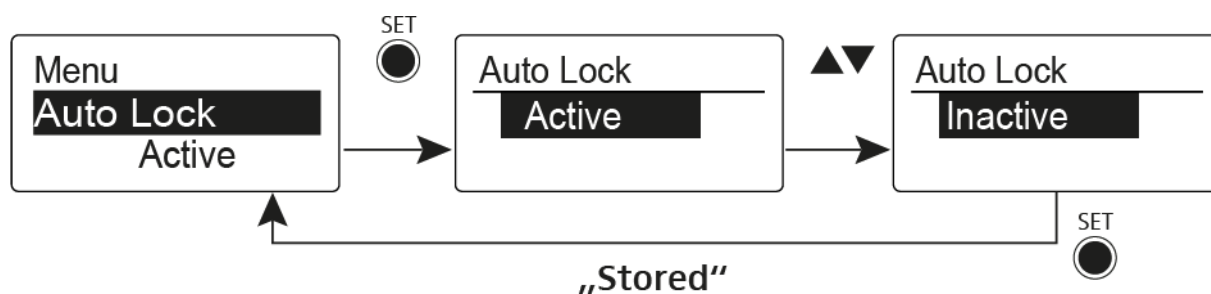 SET
Menu
Auto Lock
Active
Auto Lock
Active
▲▼
Auto Lock
Inactive
SET
„Stored“